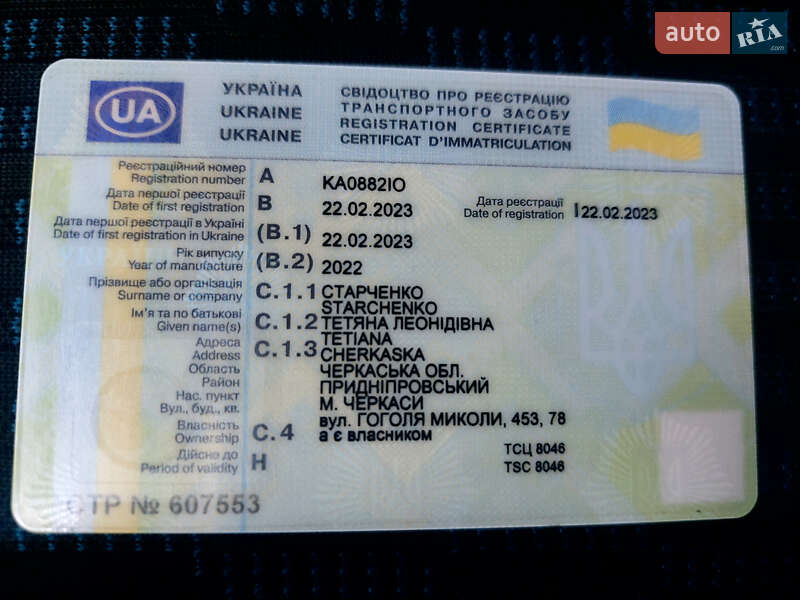 auto RIA .com
UA
УКРАЇНА
UKRAINE
UKRAINE
СВІДОЦТВО ПРО РЕЄСТРАЦІЮ
ТРАНСПОРТНОГО ЗАСОБУ
REGISTRATION CERTIFICATE
CERTIFICAT D'IMMATRICULATION
Реєстраційний номер
Registration number A KA0882IO
Дата першої реєстрації
Date of first registration B 22.02.2023
Дата реєстрації
Date of registration I 22.02.2023
Дата першої реєстрації в Україні
Date of first registration in Ukraine (B.1) 22.02.2023
Рік випуску
Year of manufacture (B.2) 2022
Прізвище або організація C.1.1 СТАРЧЕНКО
Surname or company STARCHENKO
Ім'я та по батькові C.1.2 ТЕТЯНА ЛЕОНІДІВНА
Given name(s) TETIANA
Адреса C.1.3 CHERKASKA
Address
Область ЧЕРКАСЬКА ОБЛ.
Район ПРИДНІПРОВСЬКИЙ
Нас. пункт М. ЧЕРКАСИ
Вул., буд., кв. вул. ГОГОЛЯ МИКОЛИ, 453, 78
Власність
Ownership C.4 а є власником
Дійсне до
Period of validity H
ТСЦ 8046
TSC 8046
СТР № 607553